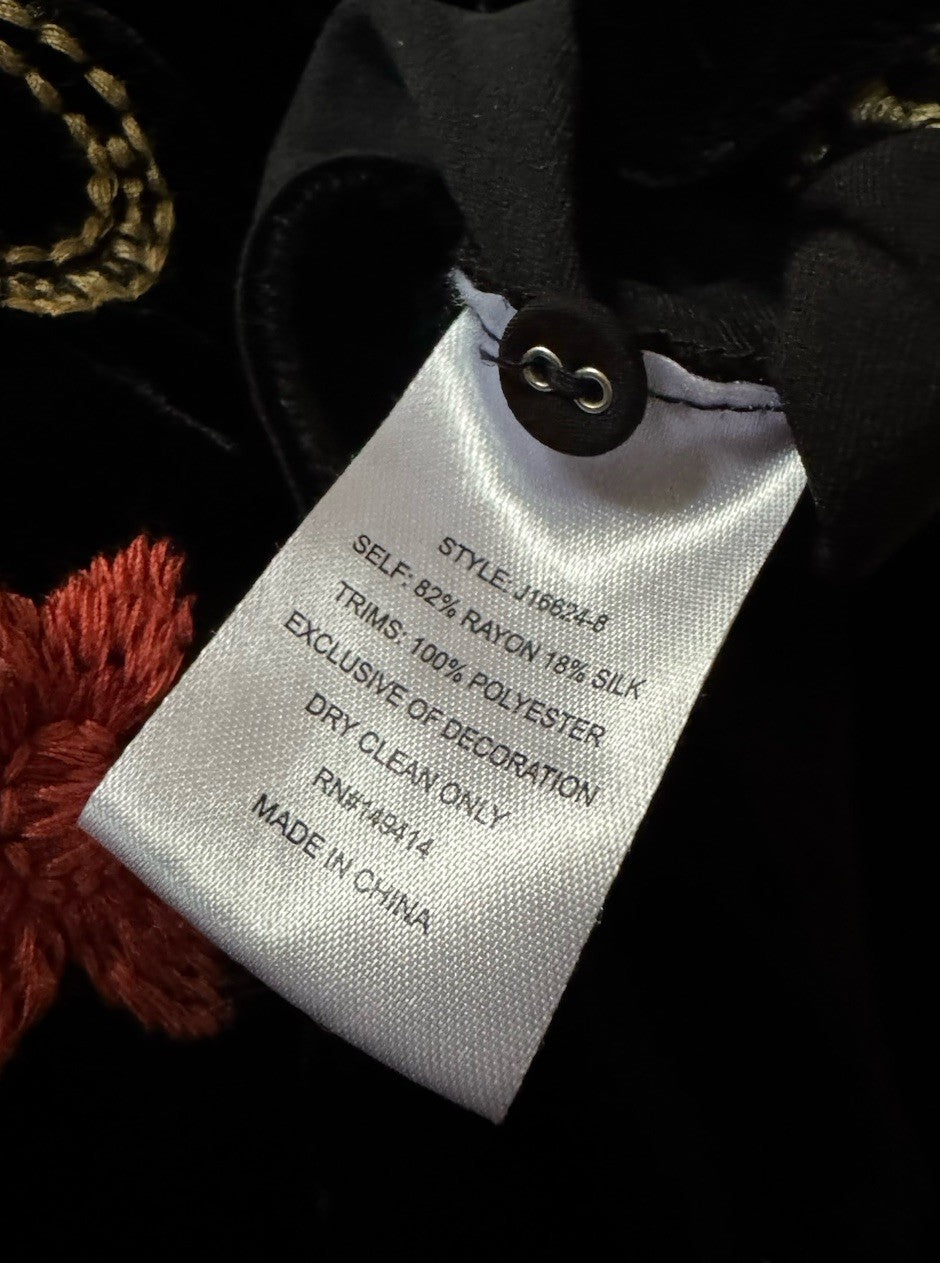 STYLE: J16624-8
SELF: 82% RAYON 18% SILK
TRIMS: 100% POLYESTER
EXCLUSIVE OF DECORATION
DRY CLEAN ONLY
RN#149414
MADE IN CHINA